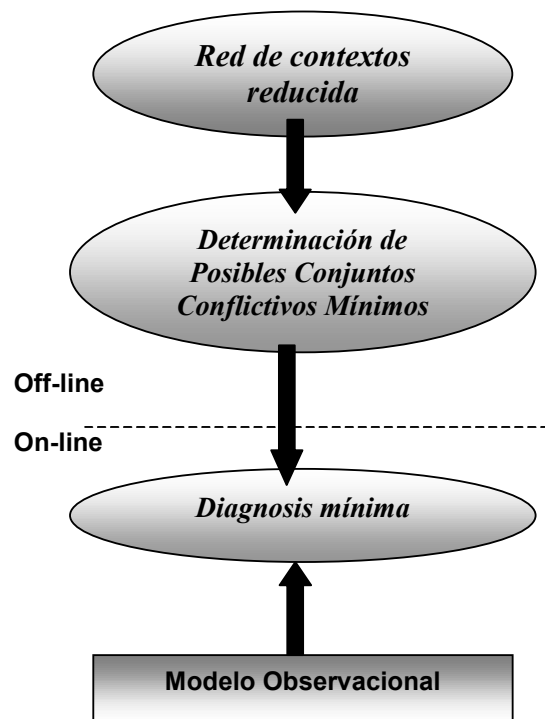 Red de contextos
reducida
Determinación de
Posibles Conjuntos
Conflictivos Mínimos
Off-line
On-line
Diagnosis mínima
Modelo Observacional